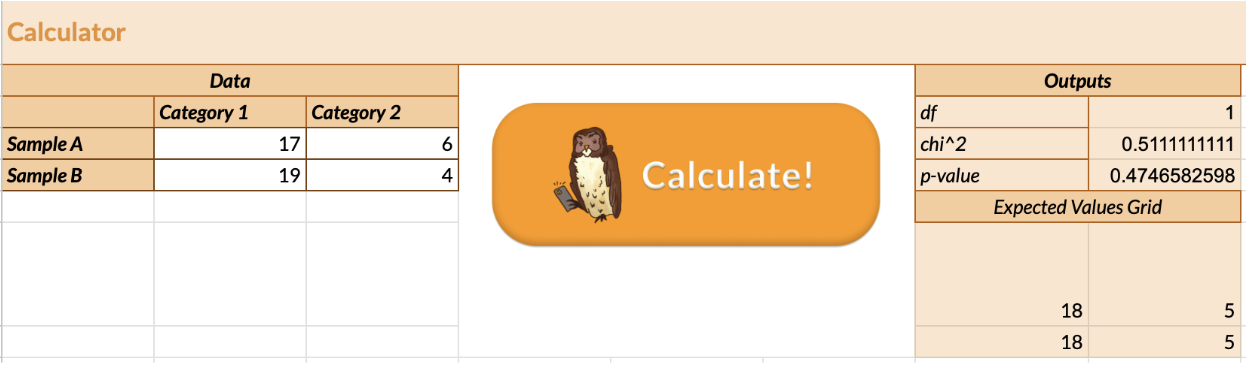 Calculator
Data Outputs
Category 1 Category 2 df 1
Sample A 17 6 chi^2 0.5111111111
Calculate!
Sample B 19 4 p-value 0.4746582598
Expected Values Grid
18 5
18 5